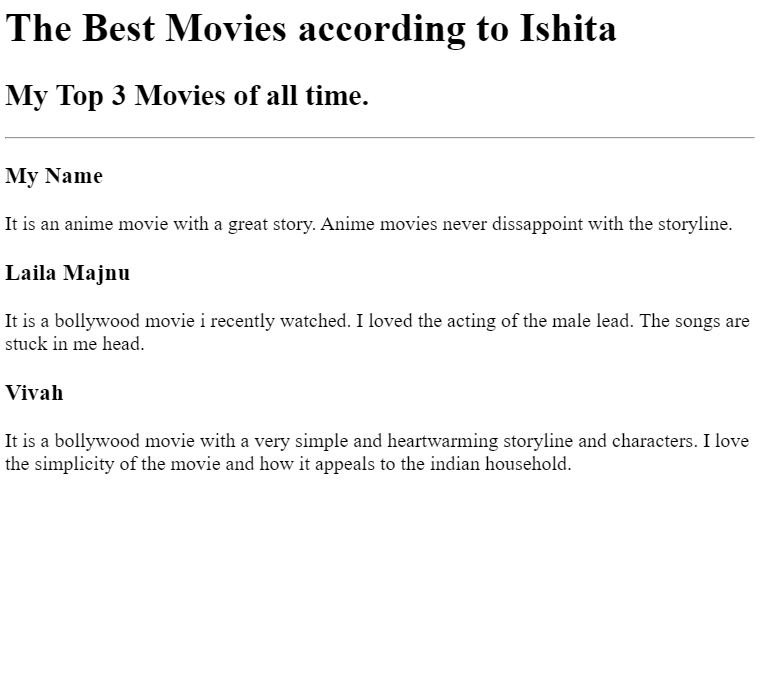 The Best Movies according to Ishita
My Top 3 Movies of all time.
My Name
It is an anime movie with a great story. Anime movies never dissappoint with the storyline.
Laila Majnu
It is a bollywood movie i recently watched. I loved the acting of the male lead. The songs are
stuck in me head.
Vivah
It is a bollywood movie with a very simple and heartwarming storyline and characters. I love
the simplicity of the movie and how it appeals to the indian household.